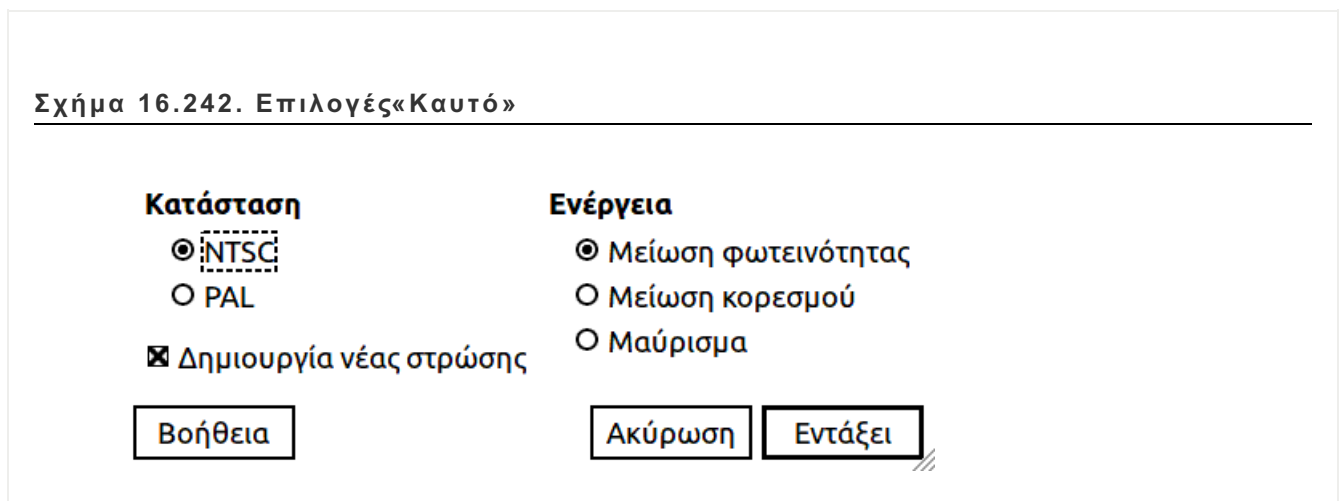 Σχήμα 16.242. Επιλογές«Καυτό»
Κατάσταση
NTSC
PAL
Δημιουργία νέας στρώσης
Ενέργεια
Μείωση φωτεινότητας
Μείωση κορεσμού
Μαύρισμα
Βοήθεια
Ακύρωση
Εντάξει